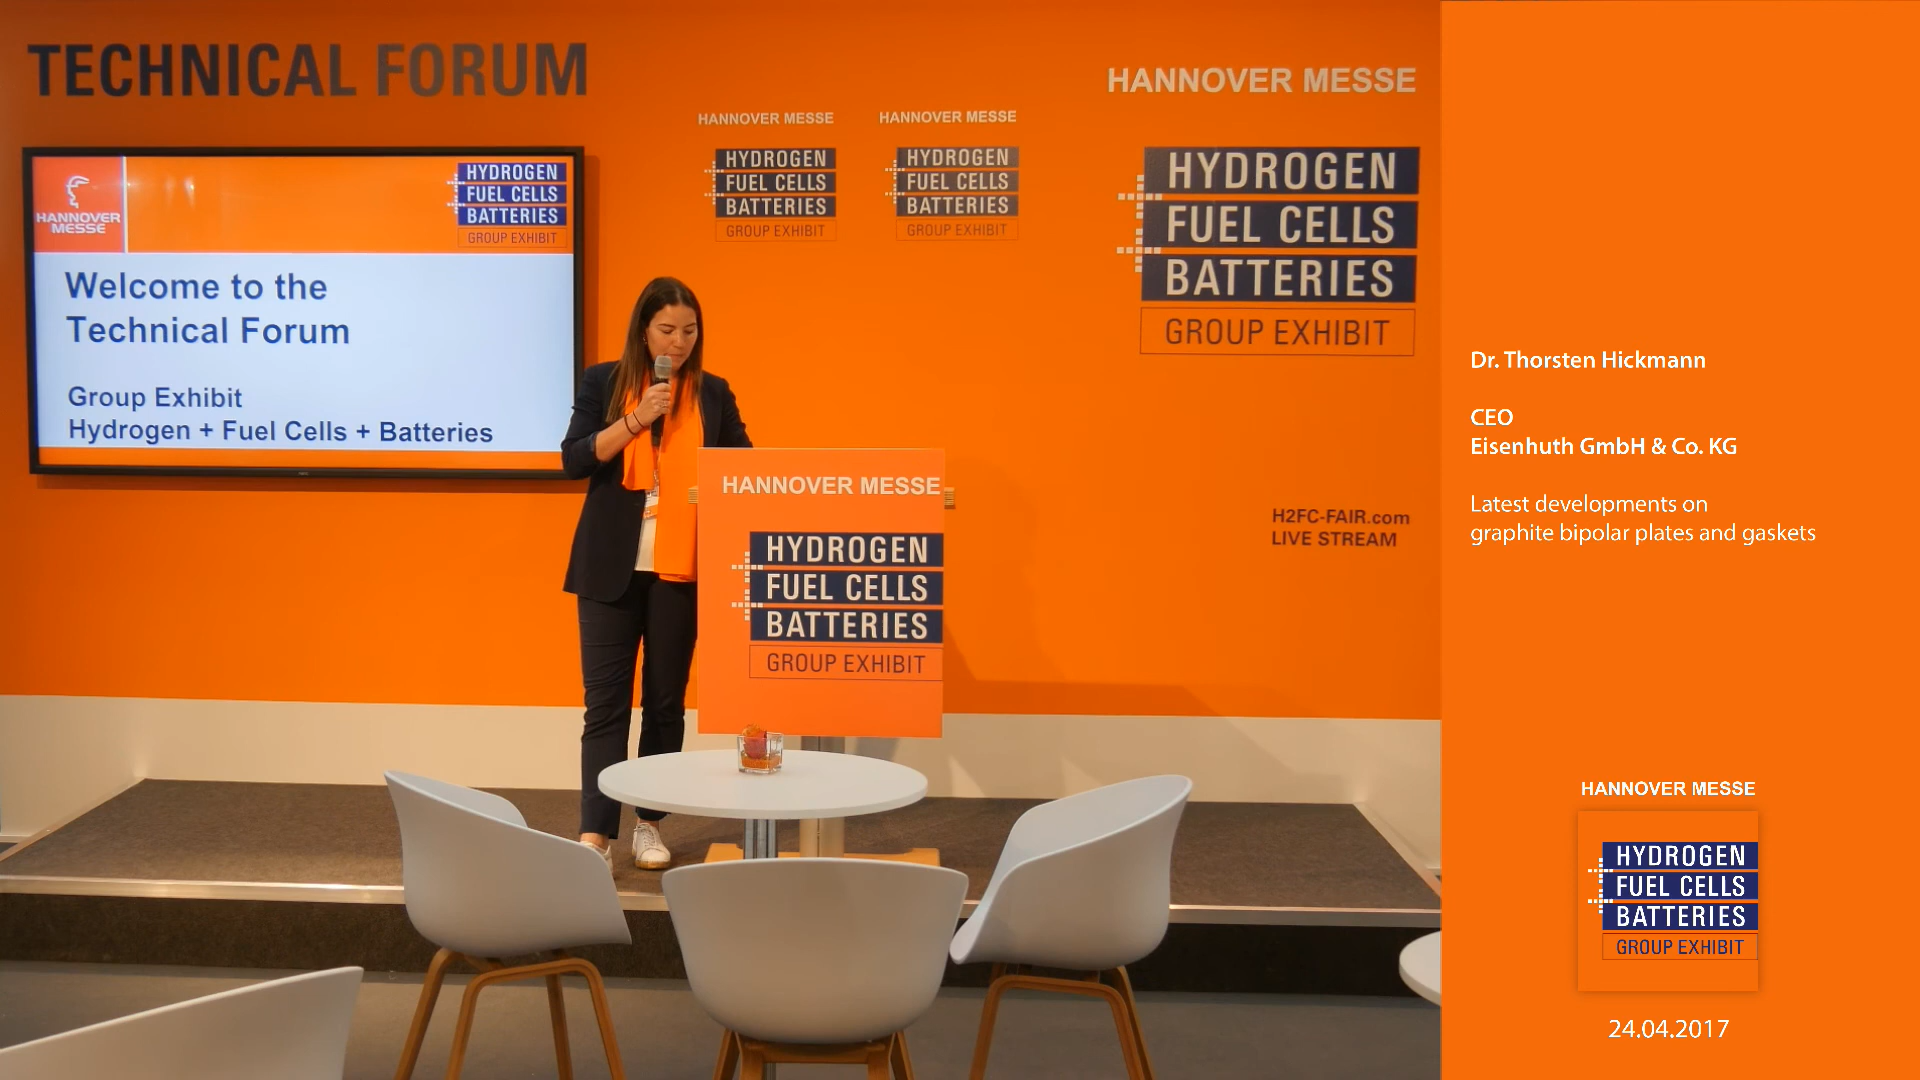 TECHNICAL FORUM
HANNOVER
MESSE
HYDROGEN
FUEL CELLS
BATTERIES
GROUP EXHIBIT
Welcome to the
Technical Forum
Group Exhibit
Hydrogen + Fuel Cells + Batteries
HANNOVER MESSE
HYDROGEN
FUEL CELLS
BATTERIES
GROUP EXHIBIT
HANNOVER MESSE
HYDROGEN
FUEL CELLS
BATTERIES
GROUP EXHIBIT
HANNOVER MESSE
HYDROGEN
FUEL CELLS
BATTERIES
GROUP EXHIBIT
H2FC-FAIR.com
LIVE STREAM
HANNOVER MESSE
HYDROGEN
FUEL CELLS
BATTERIES
GROUP EXHIBIT
Dr. Thorsten Hickmann
CEO
Eisenhuth GmbH & Co. KG
Latest developments on
graphite bipolar plates and gaskets
HANNOVER MESSE
HYDROGEN
FUEL CELLS
BATTERIES
GROUP EXHIBIT
24.04.2017